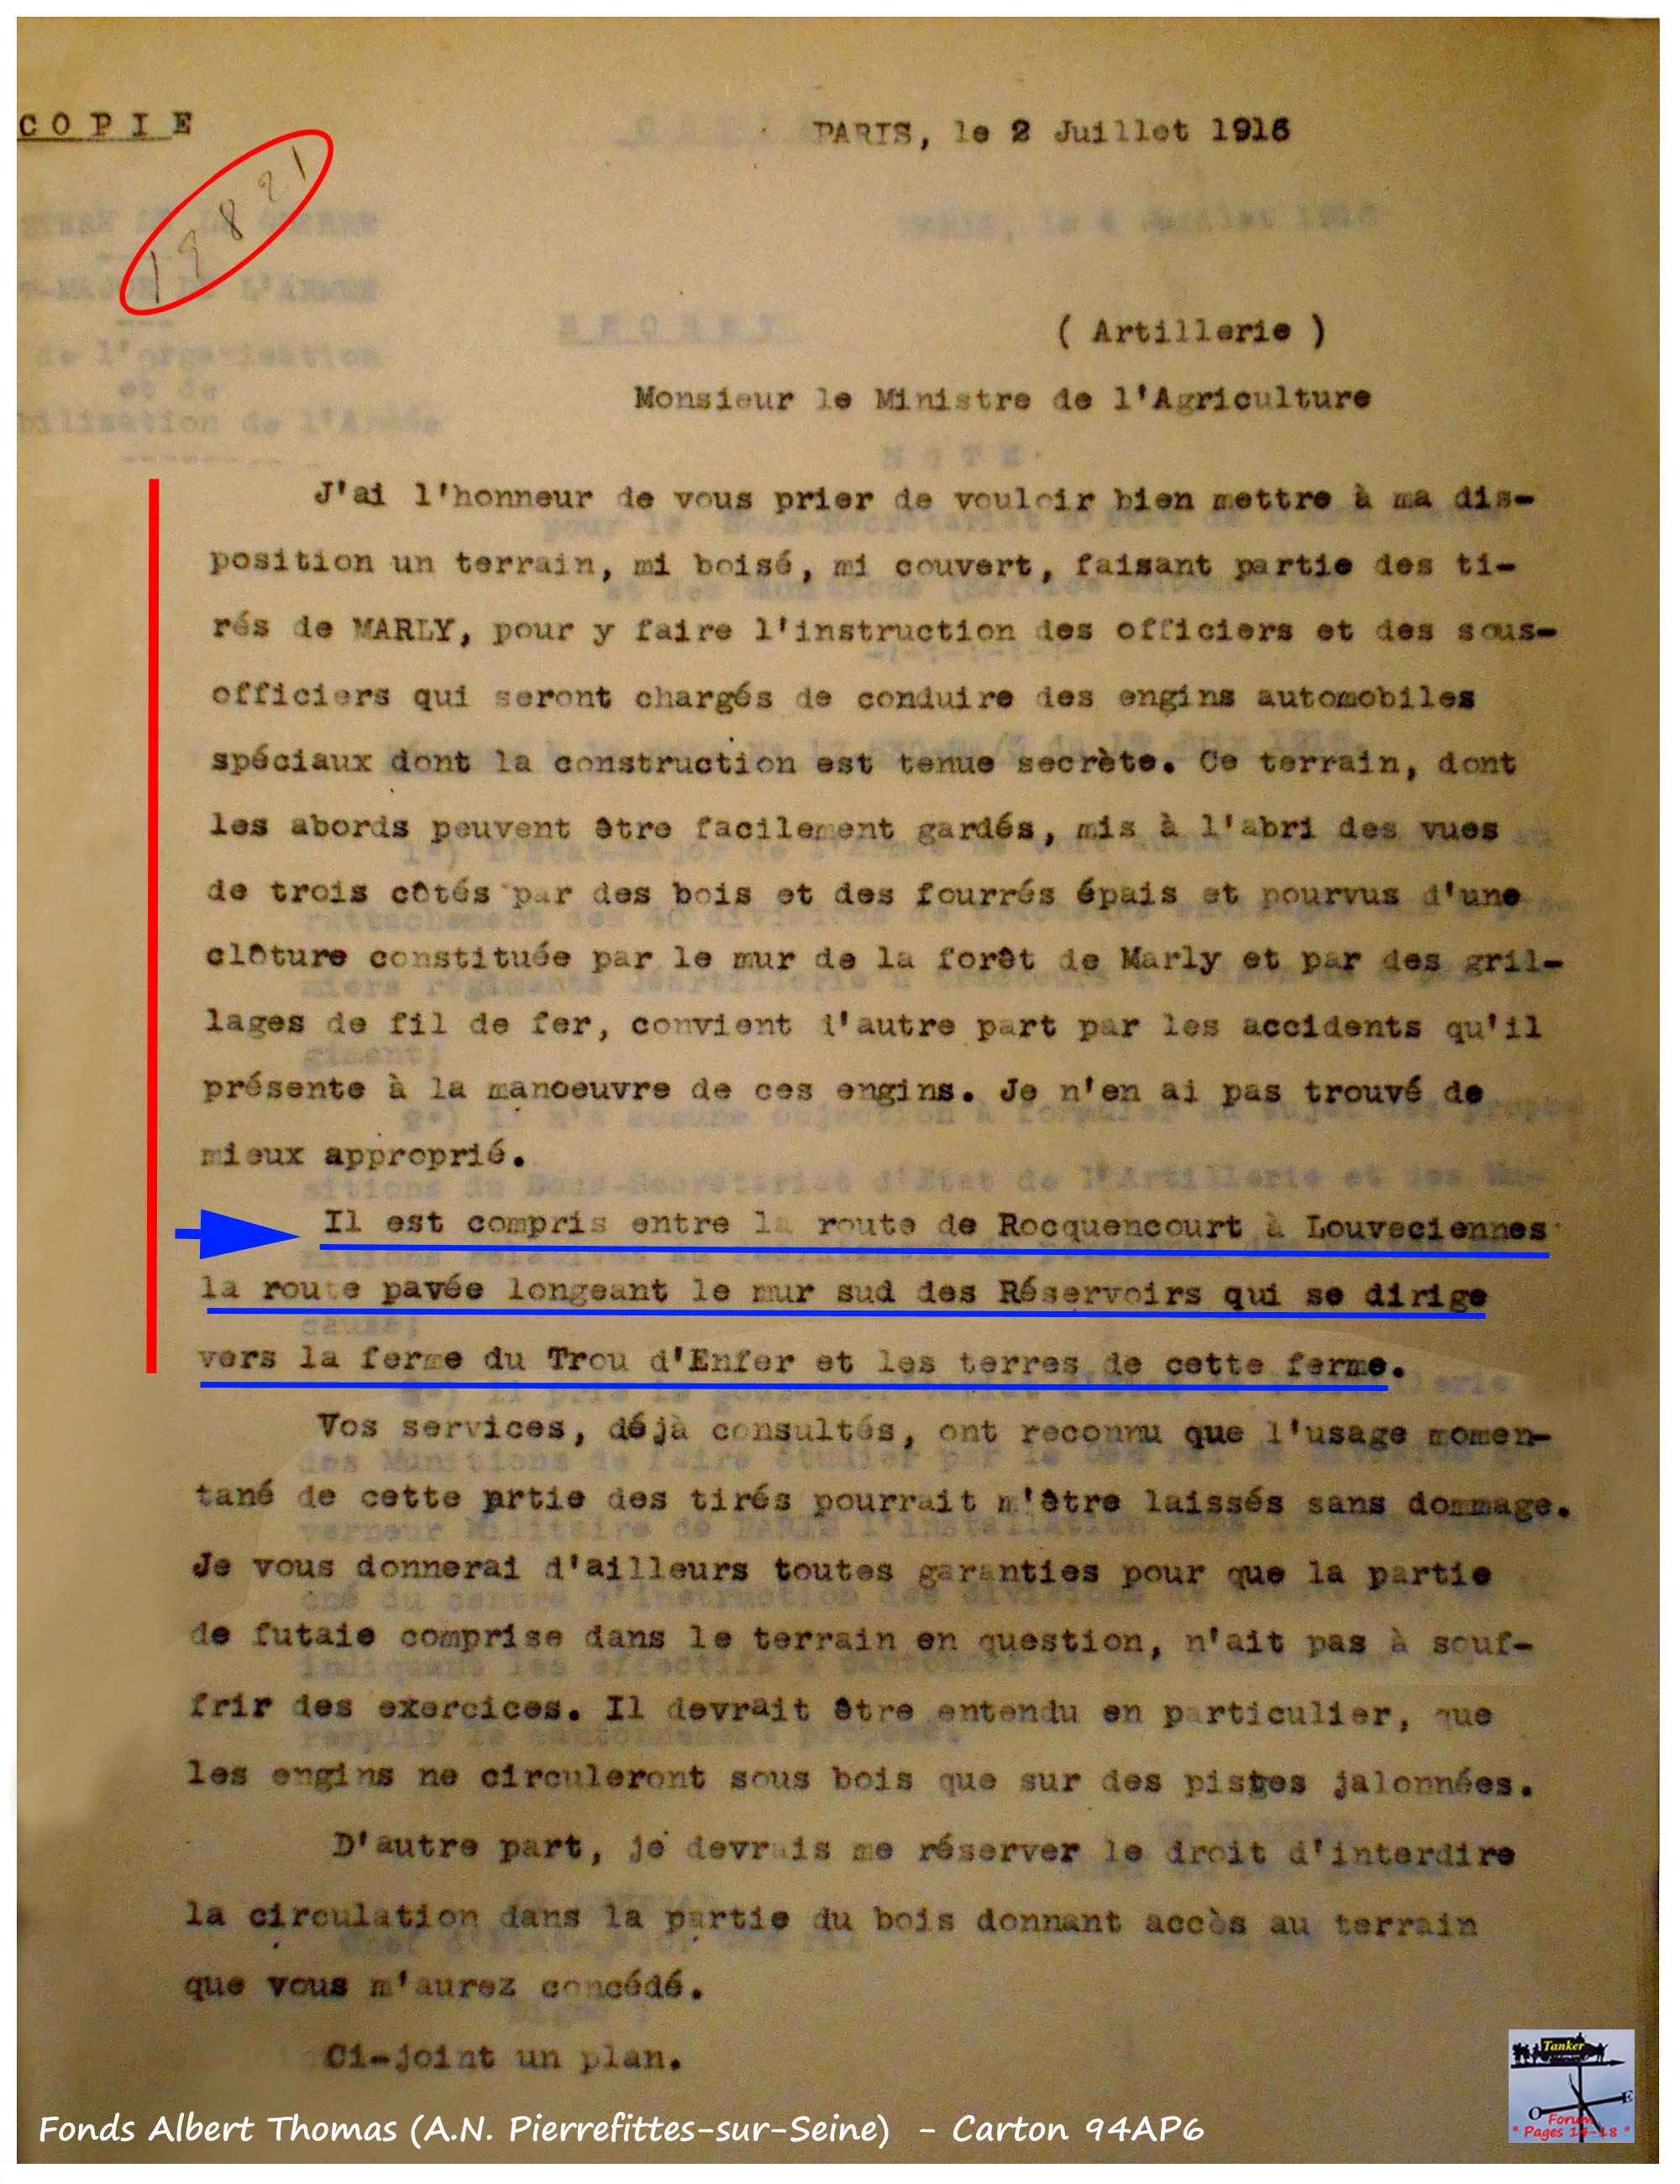 COPIE
PARIS, le 2 Juillet 1916
( Artillerie )
Monsieur le Ministre de l'Agriculture
J'ai l'honneur de vous prier de vouloir bien mettre à ma dis-
position un terrain, mi boisé, mi couvert, faisant partie des ti-
rés de MARLY, pour y faire l'instruction des officiers et des sous-
officiers qui seront chargés de conduire des engins automobiles
spéciaux dont la construction est tenue secrète. Ce terrain, dont
les abords peuvent être facilement gardés, mis à l'abri des vues
de trois côtés par des bois et des fourrés épais et pourvus d'une
clôture constituée par le mur de la forêt de Marly et par des gril-
lages de fil de fer, convient d'autre part par les accidents qu'il
présente à la manoeuvre de ces engins. Je n'en ai pas trouvé de
mieux approprié.
Il est compris entre la route de Rocquencourt à Louveciennes
la route pavée longeant le mur sud des Réservoirs qui se dirige
vers la ferme du Trou d'Enfer et les terres de cette ferme.
Vos services, déjà consultés, ont reconnu que l'usage momen-
tané de cette prtie des tirés pourrait m'être laissés sans dommage.
Je vous donnerai d'ailleurs toutes garanties pour que la partie
de futaie comprise dans le terrain en question, n'ait pas à souf-
frir des exercices. Il devrait être entendu en particulier, que
les engins ne circuleront sous bois que sur des pistes jalonnées.
D'autre part, je devrais me réserver le droit d'interdire
la circulation dans la partie du bois donnant accès au terrain
que vous m'aurez concédé.
Ci-joint un plan.
Fonds Albert Thomas (A.N. Pierrefittes-sur-Seine) - Carton 94AP6
Tanker
O E
Forum
" Pages 14-18 "